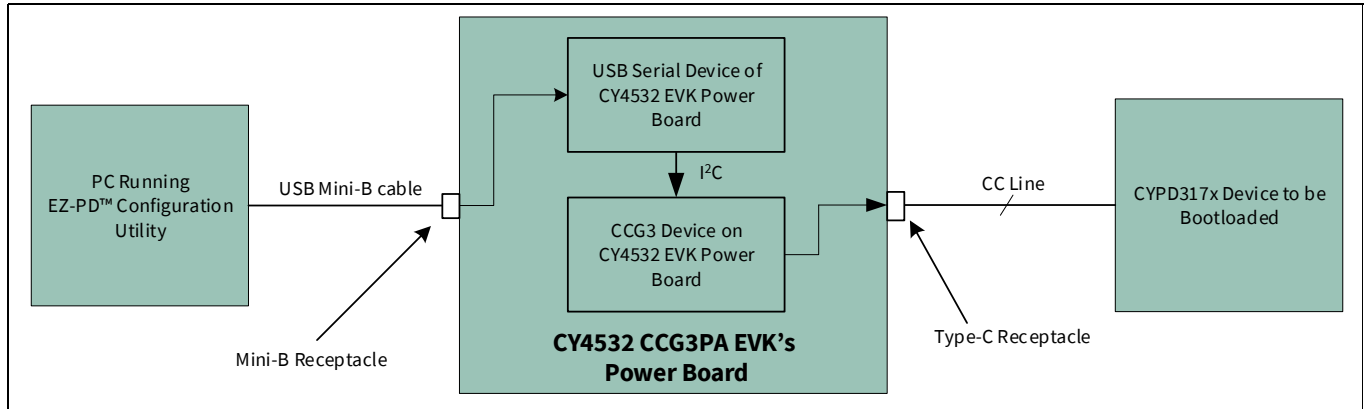 PC Running
EZ-PD™ Configuration
Utility
USB Mini-B cable
Mini-B Receptacle
USB Serial Device of
CY4532 EVK Power
Board
I²C
CCG3 Device on
CY4532 EVK Power
Board
CY4532 CCG3PA EVK's
Power Board
CC Line
Type-C Receptacle
CYPD317x Device to be
Bootloaded